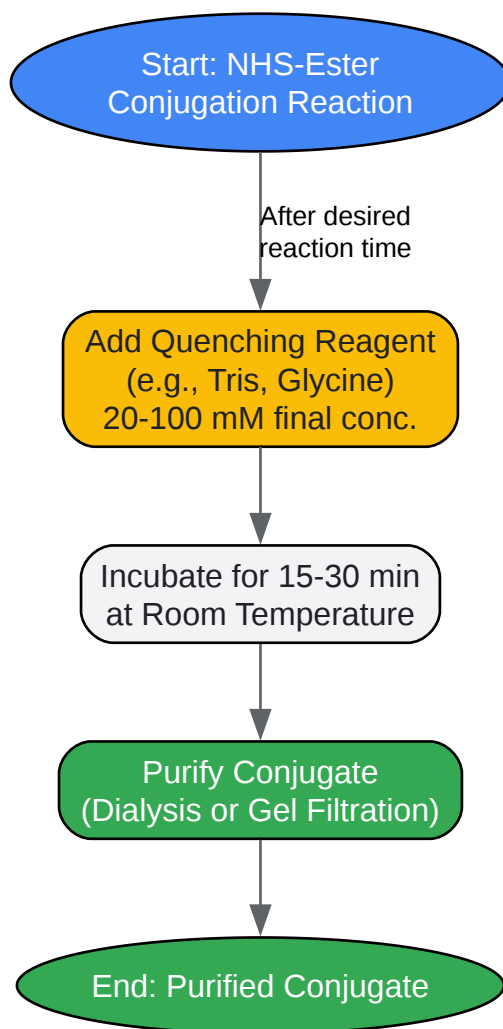 Start: NHS-Ester
Conjugation Reaction
After desired
reaction time
Add Quenching Reagent
(e.g., Tris, Glycine)
20-100 mM final conc.
Incubate for 15-30 min
at Room Temperature
Purify Conjugate
(Dialysis or Gel Filtration)
End: Purified Conjugate